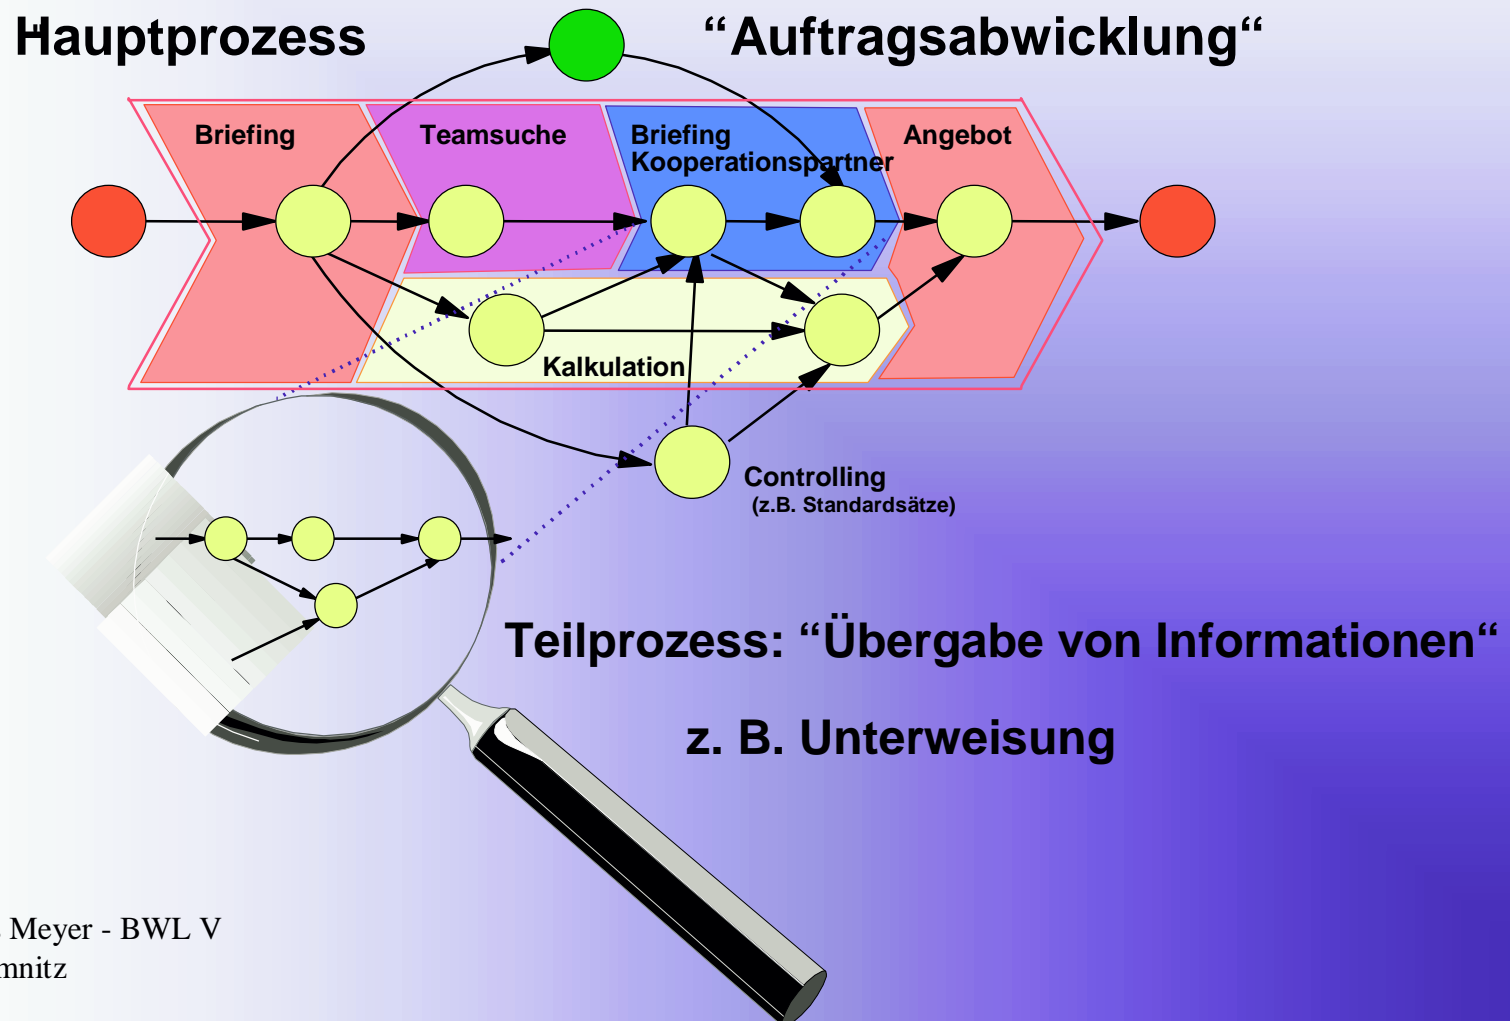 Hauptprozess “Auftragsabwicklung“
Briefing
Teamsuche
Briefing
Kooperationspartner
Angebot
Kalkulation
Controlling
(z.B. Standardsätze)
Teilprozess: “Übergabe von Informationen“
z. B. Unterweisung
Meyer - BWL V
mnitz